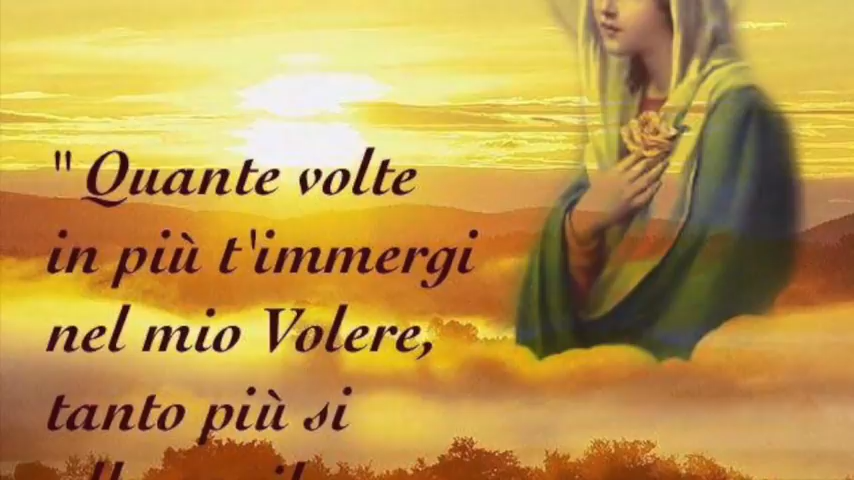 "Quante volte
in più t'immergi
nel mio Volere,
tanto più si